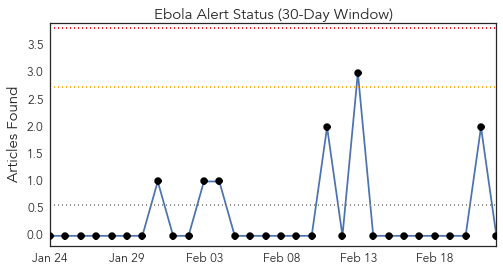 Ebola Alert Status (30-Day Window)
Articles Found
3.5
3.0
2.5
2.0
1.5
1.0
0.5
0.0
Jan 24 Jan 29 Feb 03 Feb 08 Feb 13 Feb 18